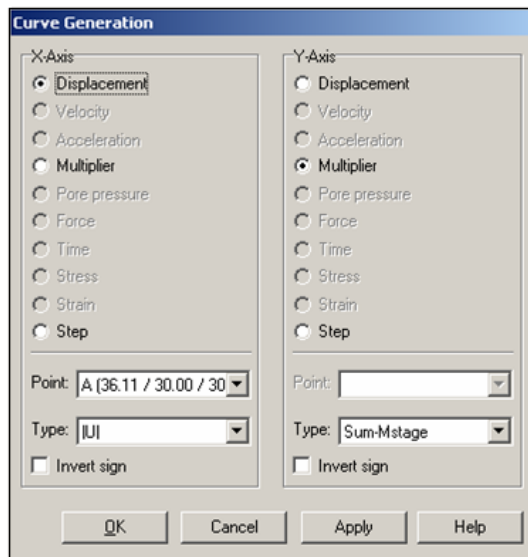 Curve Generation
X-Axis
Displacement
Velocity
Acceleration
Multiplier
Pore pressure
Force
Time
Stress
Strain
Step
Point: A (36.11 / 30.00 / 30
Type: |U|
Invert sign
Y-Axis
Displacement
Velocity
Acceleration
Multiplier
Pore pressure
Force
Time
Stress
Strain
Step
Point:
Type: Sum-Mstage
Invert sign
OK Cancel Apply Help